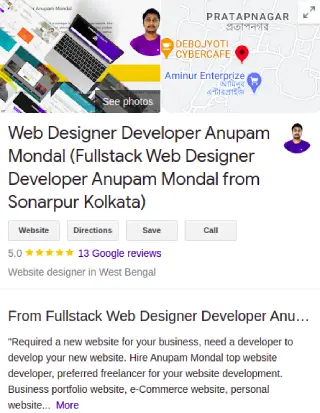 Anupam Mondal
See photos
PRATAPNAGAR
প্রতাপনগর
DEBOJYOTI
CYBERCAFE
Aminur Enterprize
আমিনুর
এন্টারপ্রাইজ
Web Designer Developer Anupam
Mondal (Fullstack Web Designer
Developer Anupam Mondal from
Sonarpur Kolkata)
Website
Directions
Save
Call
5.0
13 Google reviews
Website designer in West Bengal
From Fullstack Web Designer Developer Anu…
"Required a new website for your business, need a developer to
develop your new website. Hire Anupam Mondal top website
developer, preferred freelancer for your website development.
Business portfolio website, e-Commerce website, personal
website... More